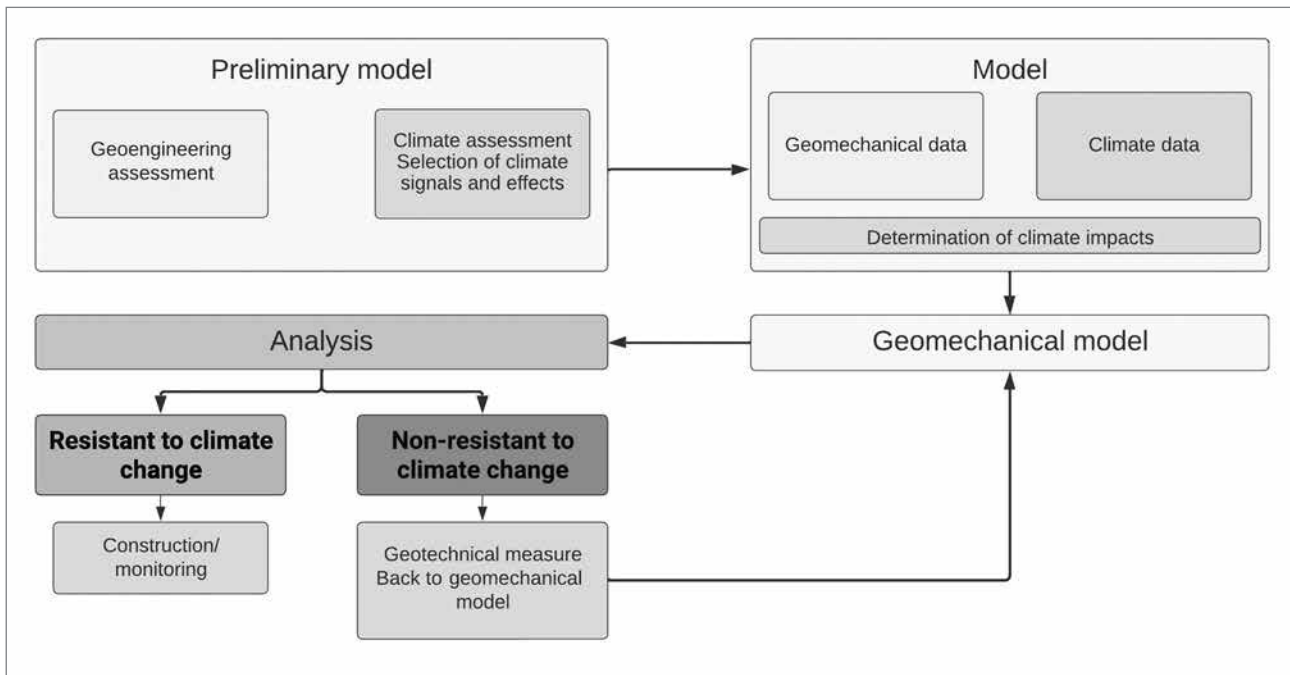 Preliminary model
Geoengineering
assessment
Climate assessment
Selection of climate
signals and effects
Model
Geomechanical data
Climate data
Determination of climate impacts
Analysis
Geomechanical model
Resistant to climate
change
Non-resistant to
climate change
Construction/
monitoring
Geotechnical measure
Back to geomechanical
model